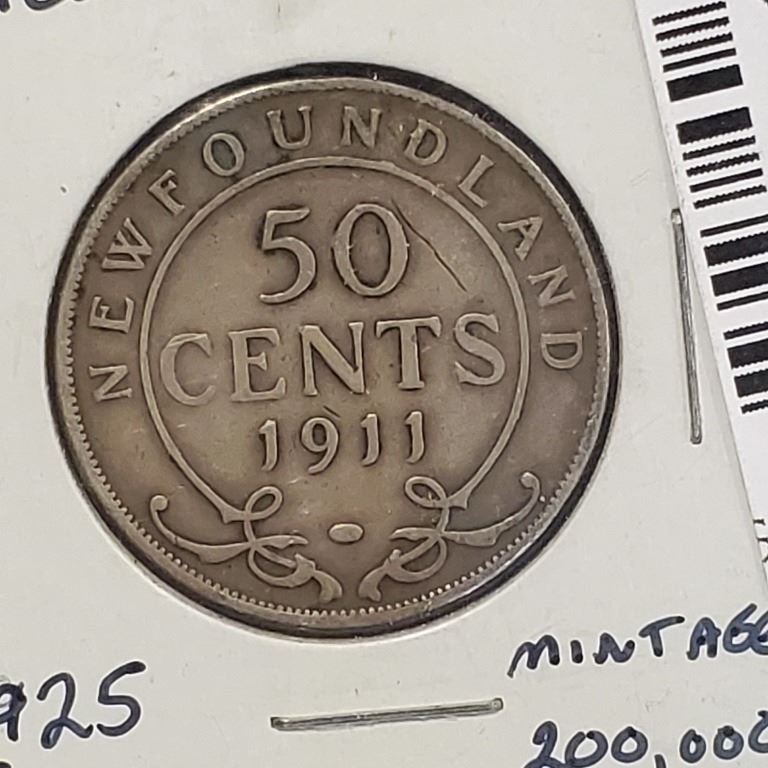 NEWFOUNDLAND
50
CENTS
1911
925
MINTAGE
200,000